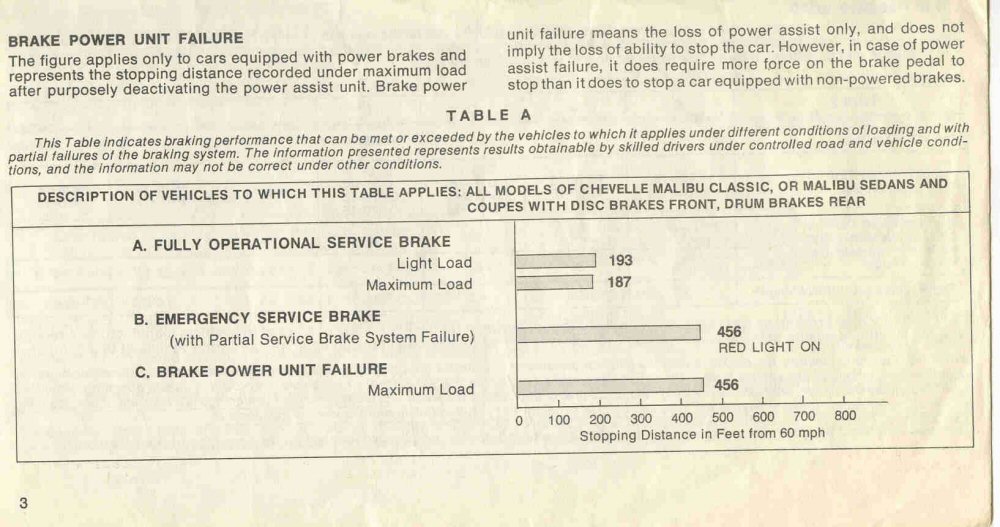 BRAKE POWER UNIT FAILURE
The figure applies only to cars equipped with power brakes and
represents the stopping distance recorded under maximum load
after purposely deactivating the power assist unit. Brake power
unit failure means the loss of power assist only, and does not
imply the loss of ability to stop the car. However, in case of power
assist failure, it does require more force on the brake pedal to
stop than it does to stop a car equipped with non-powered brakes.
TABLE A
This Table indicates braking performance that can be met or exceeded by the vehicles to which it applies under different conditions of loading and with
partial failures of the braking system. The information presented represents results obtainable by skilled drivers under controlled road and vehicle condi-
tions, and the information may not be correct under other conditions.
DESCRIPTION OF VEHICLES TO WHICH THIS TABLE APPLIES: ALL MODELS OF CHEVELLE MALIBU CLASSIC, OR MALIBU SEDANS AND
COUPES WITH DISC BRAKES FRONT, DRUM BRAKES REAR
A. FULLY OPERATIONAL SERVICE BRAKE
Light Load 193
Maximum Load 187
B. EMERGENCY SERVICE BRAKE
(with Partial Service Brake System Failure) 456
RED LIGHT ON
C. BRAKE POWER UNIT FAILURE
Maximum Load 456
0 100 200 300 400 500 600 700 800
Stopping Distance in Feet from 60 mph
3